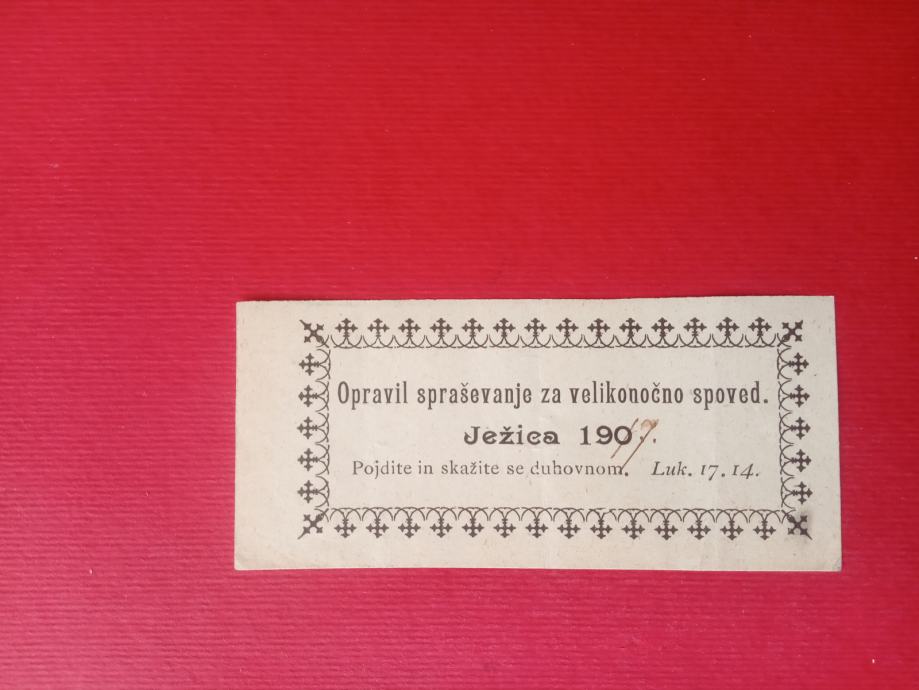 Opravil spraševanje za velikonočno spoved.
Ježica 190
Pojdite in skažite se duhovnom. Luk. 17. 14.